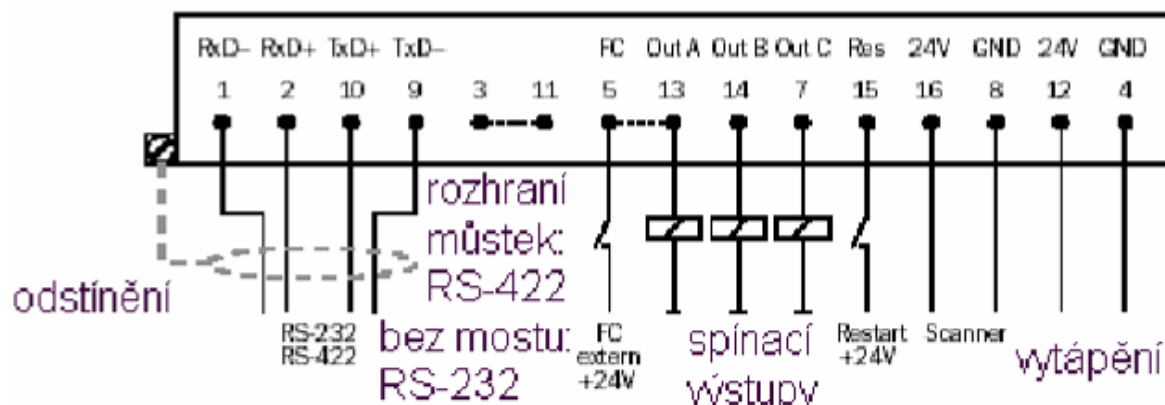 RxD– RxD+ TxD+ TxD– FC Out A Out B Out C Res 24V GND 24V GND
1 2 10 9 3 11 5 13 14 7 15 16 8 12 4
rozhraní
můstek:
RS-422
odstínění
RS-232
RS-422
bez mostu:
RS-232
FC
extern
+24V
spínací
výstupy
Restart
+24V
Scanner
vytápění